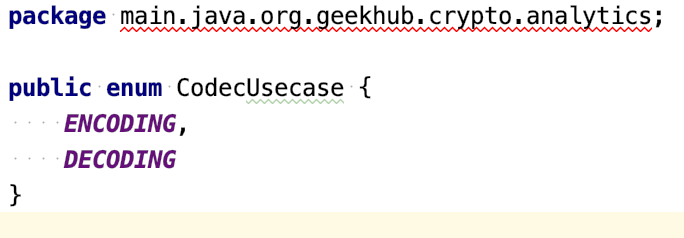 package main.java.org.geekhub.crypto.analytics;
public enum CodecUsecase {
ENCODING,
DECODING
}